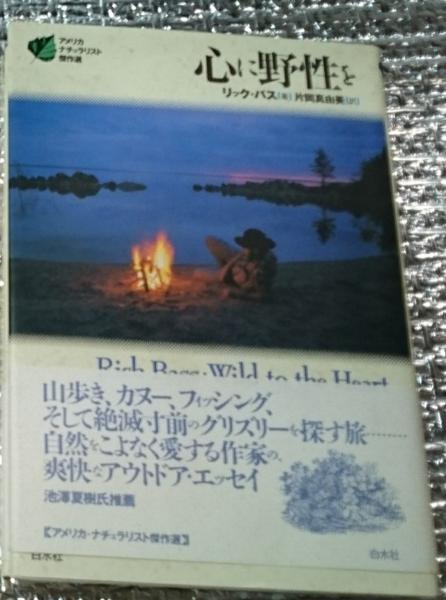 アメリカ
ナチュラリスト
傑作選
心に野性を
リック・バス[著] 片岡真由美[訳]
Rick Bass・Wild to the Heart
山歩き、カヌー、フィッシング、
そして絶滅寸前のグリズリーを探す旅………
自然をこよなく愛する作家の、
爽快なアウトドア・エッセイ
池澤夏樹氏推薦
【アメリカ・ナチュラリスト傑作選】
白水社
白水社